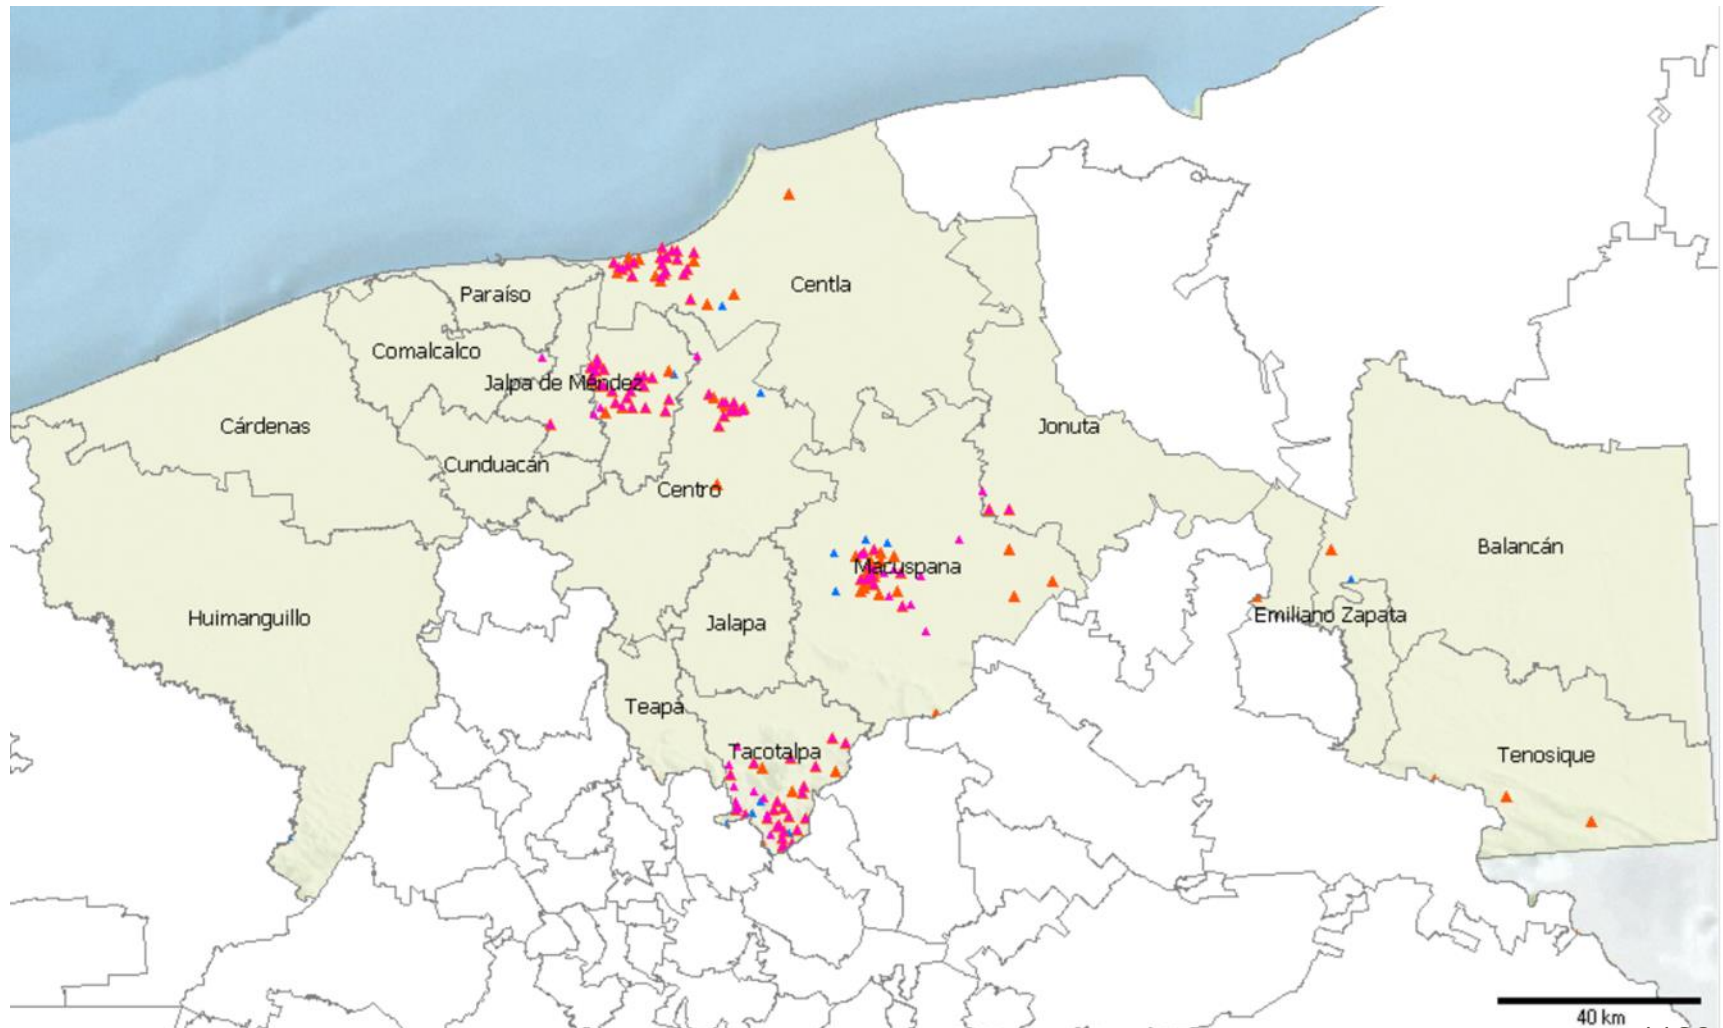 Centla
Paraíso
Comalcalco
Jalpa de Méndez
Cárdenas
Jonuta
Cunduacán
Centro
Balancán
Macuspana
Huimanguillo
Jalapa
Emiliano Zapata
Teapa
Tacotalpa
Tenosique
40 km